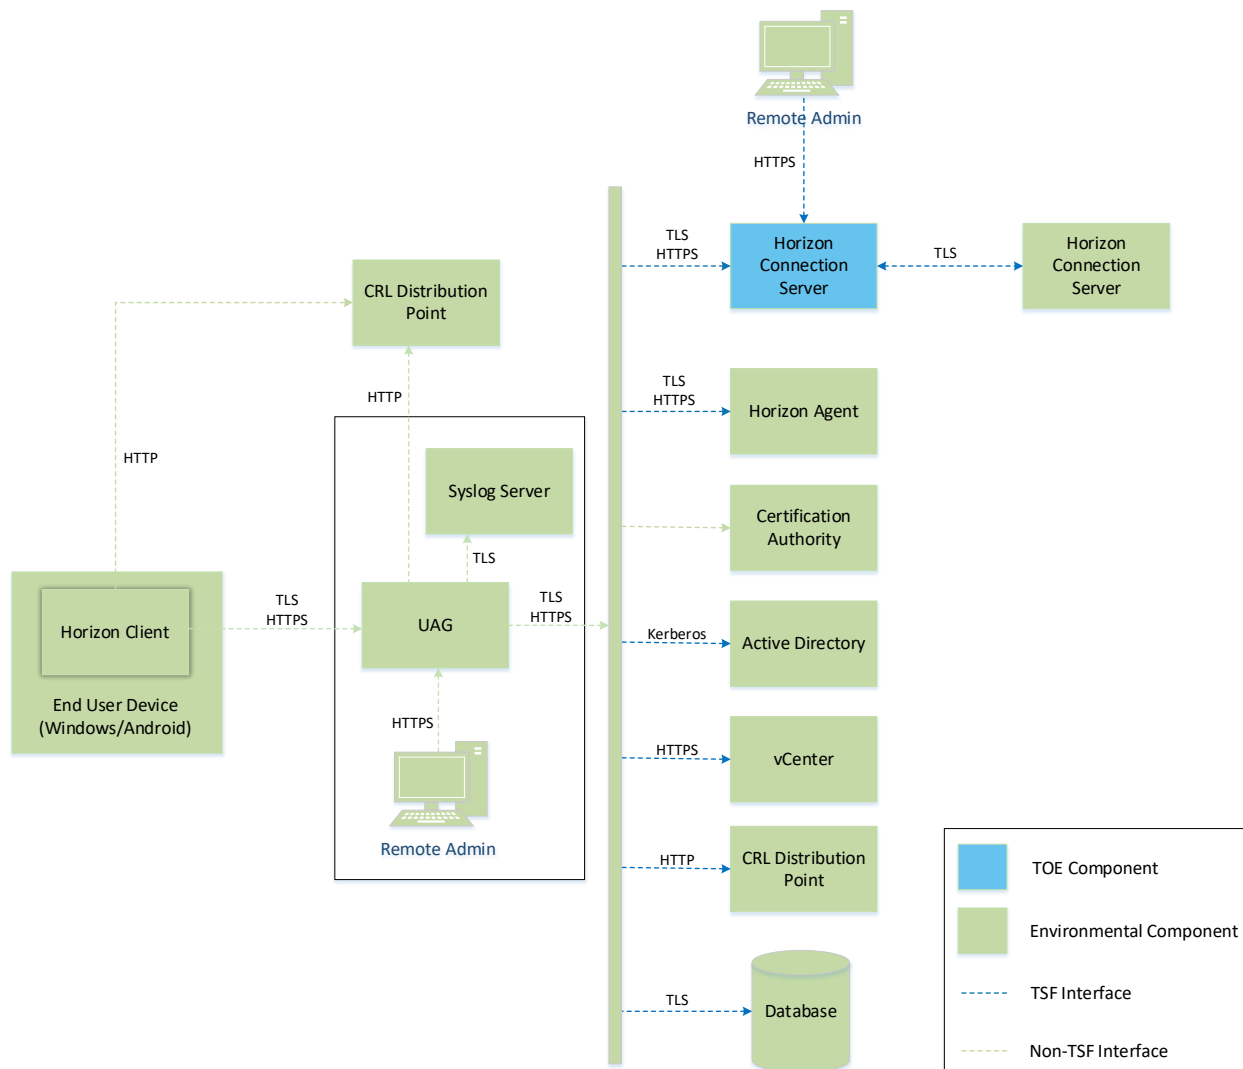 Remote Admin
HTTPS
TLS
HTTPS
Horizon
Connection
Server
TLS
Horizon
Connection
Server
CRL Distribution
Point
HTTP
HTTP
TLS
HTTPS
Horizon Agent
Syslog Server
TLS
Certification
Authority
Horizon Client
End User Device
(Windows/Android)
TLS
HTTPS
UAG
TLS
HTTPS
Kerberos
Active Directory
HTTPS
Remote Admin
HTTPS
vCenter
HTTP
CRL Distribution
Point
TLS
Database
TOE Component
Environmental Component
TSF Interface
Non-TSF Interface